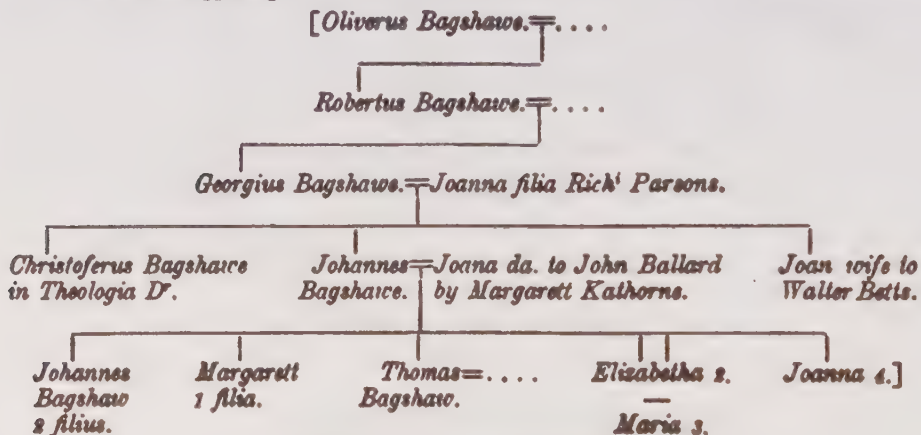 [Oliverus Bagshawe.=. . . .
Robertus Bagshawe.=. . . .
Georgius Bagshawe.=Joanna filia Richᶦ Parsons.
Christoferus Bagshawe
in Theologia Dʳ.
Johannes=Joana da. to John Ballard
Bagshawe. by Margarett Kathorne.
Joan wife to
Walter Betts.
Johannes
Bagshaw
2 filius.
Margarett
1 filia.
Thomas=. . . .
Bagshaw.
Elizabetha 2.
Maria 3.
Joanna 4.]